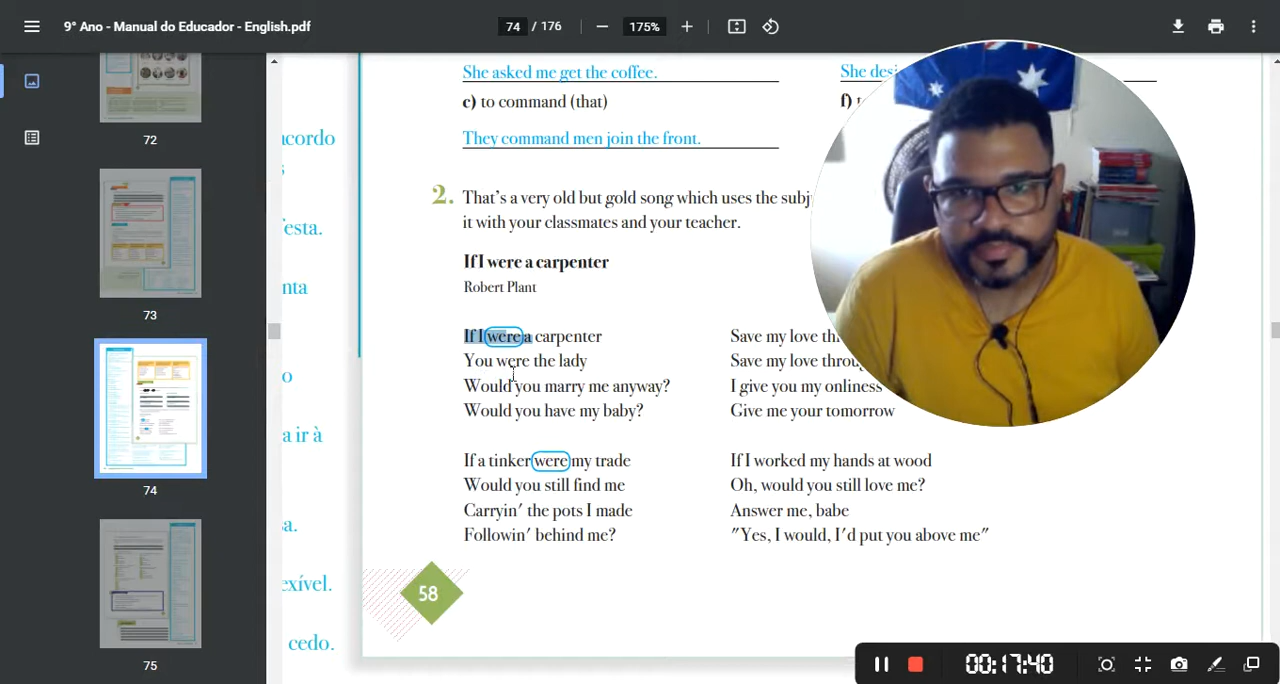 9° Ano - Manual do Educador - English.pdf
74 / 176
175%
72
73
74
75
acordo
s
festa.
nta
o
a ir à
sa.
exível.
cedo.
She asked me get the coffee.
c) to command (that)
They command men join the front.
She desi
f)
2. That's a very old but gold song which uses the subj
it with your classmates and your teacher.
If I were a carpenter
Robert Plant
If I were a carpenter
You were the lady
Would you marry me anyway?
Would you have my baby?
If a tinker were my trade
Would you still find me
Carryin' the pots I made
Followin' behind me?
Save my love thr
Save my love throug
I give you my onliness
Give me your tomorrow
If I worked my hands at wood
Oh, would you still love me?
Answer me, babe
"Yes, I would, I'd put you above me"
58
00:17:40